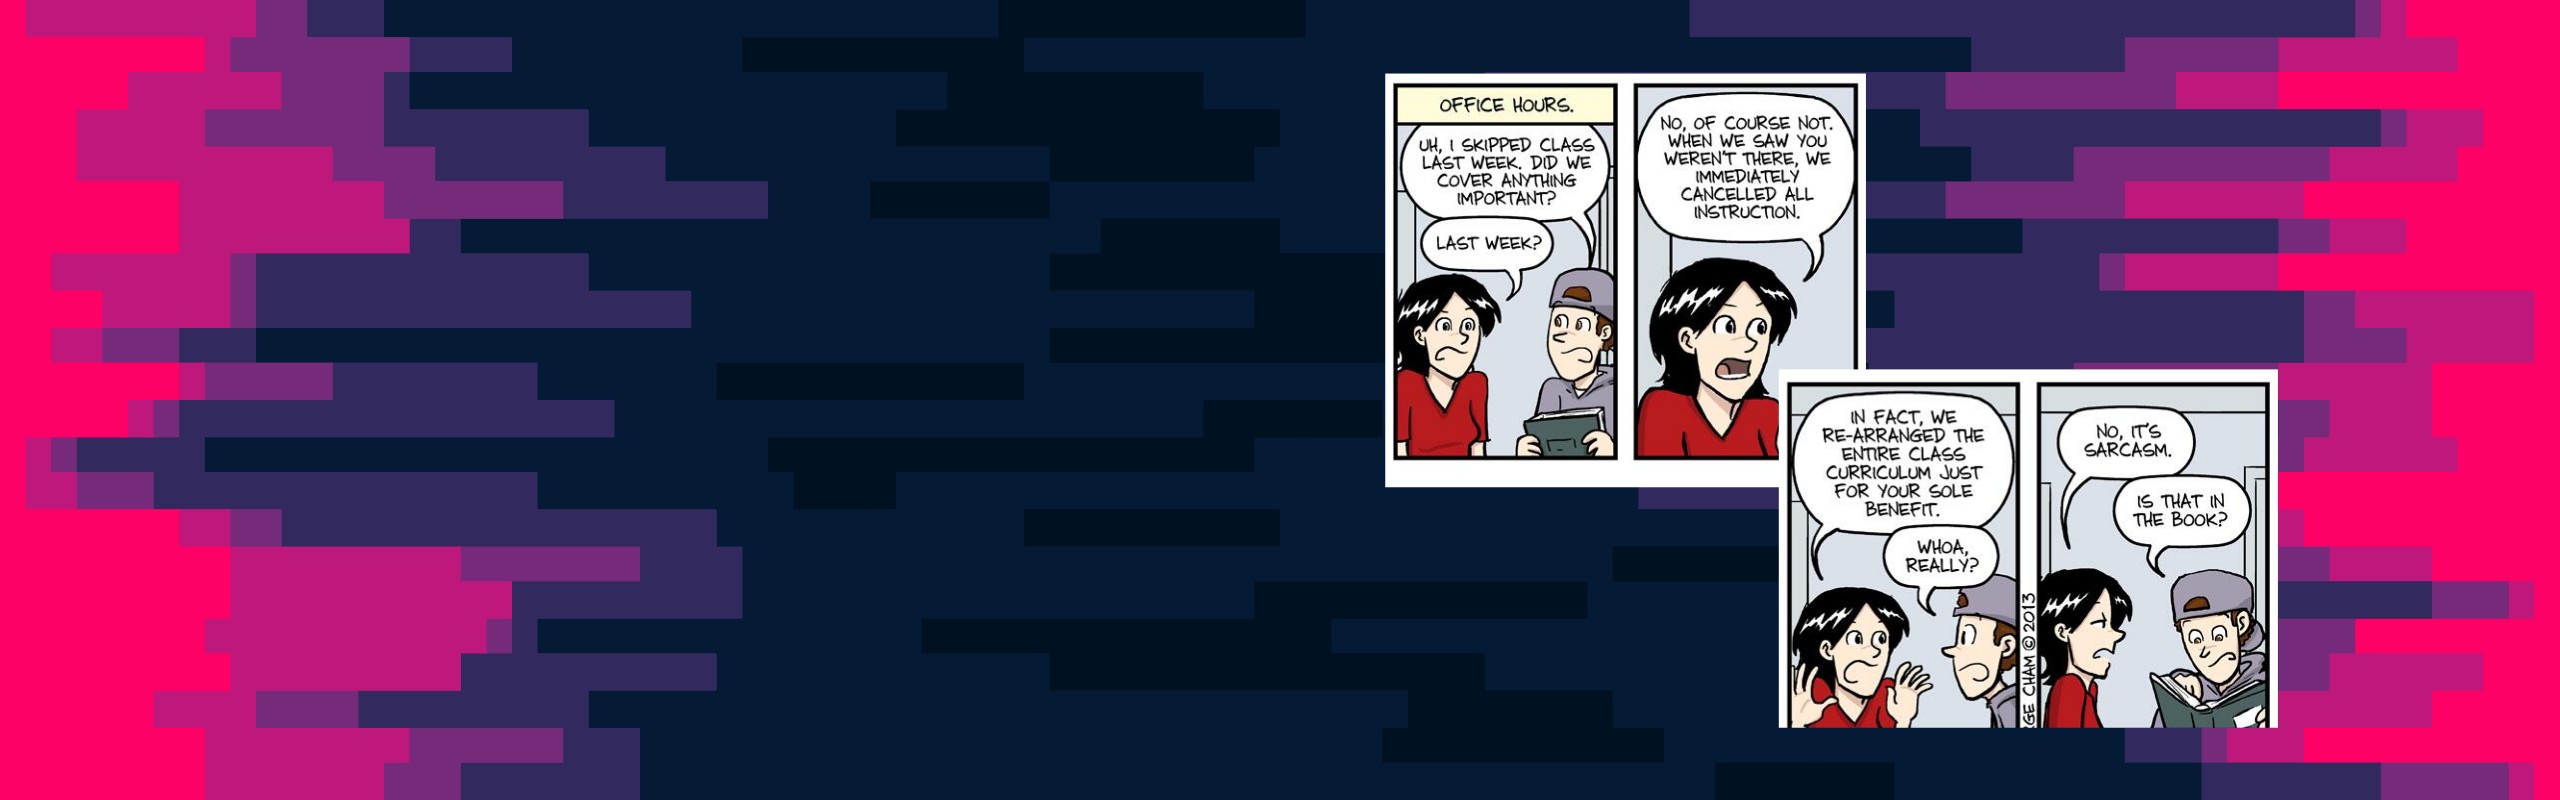 OFFICE HOURS.
UH, I SKIPPED CLASS
LAST WEEK. DID WE
COVER ANYTHING
IMPORTANT?
LAST WEEK?
NO, OF COURSE NOT.
WHEN WE SAW YOU
WEREN'T THERE, WE
IMMEDIATELY
CANCELLED ALL
INSTRUCTION.
IN FACT, WE
RE-ARRANGED THE
ENTIRE CLASS
CURRICULUM JUST
FOR YOUR SOLE
BENEFIT.
WHOA,
REALLY?
NO, IT'S
SARCASM.
IS THAT IN
THE BOOK?
CHAM © 2013